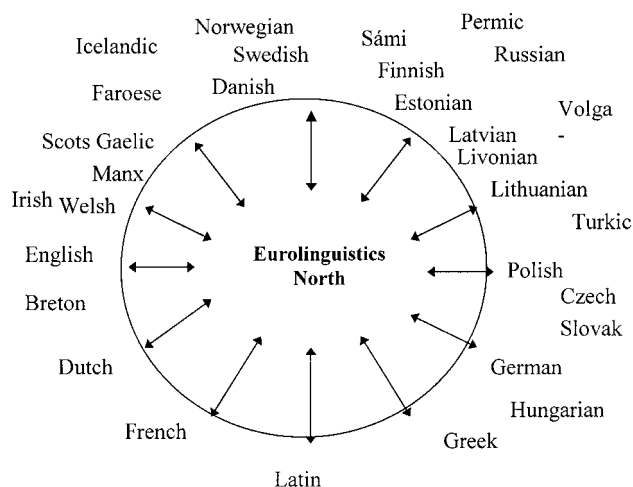 Norwegian
Permic
Icelandic
Sámi
Swedish
Russian
Finnish
Faroese
Danish
Estonian
Volga
-
Latvian
Scots Gaelic
Livonian
Manx
Lithuanian
Irish Welsh
Turkic
English
Eurolinguistics
North
Polish
Breton
Czech
Slovak
Dutch
German
Hungarian
French
Greek
Latin